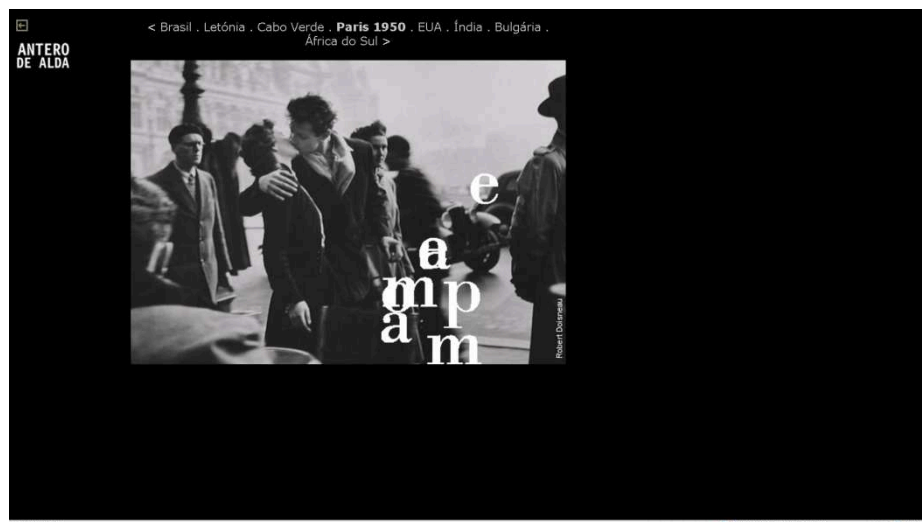 < Brasil . Letónia . Cabo Verde . Paris 1950 . EUA . Índia . Bulgária .
África do Sul >
ANTERO
DE ALDA
e
a
m p
a
m
Robert Doisneau